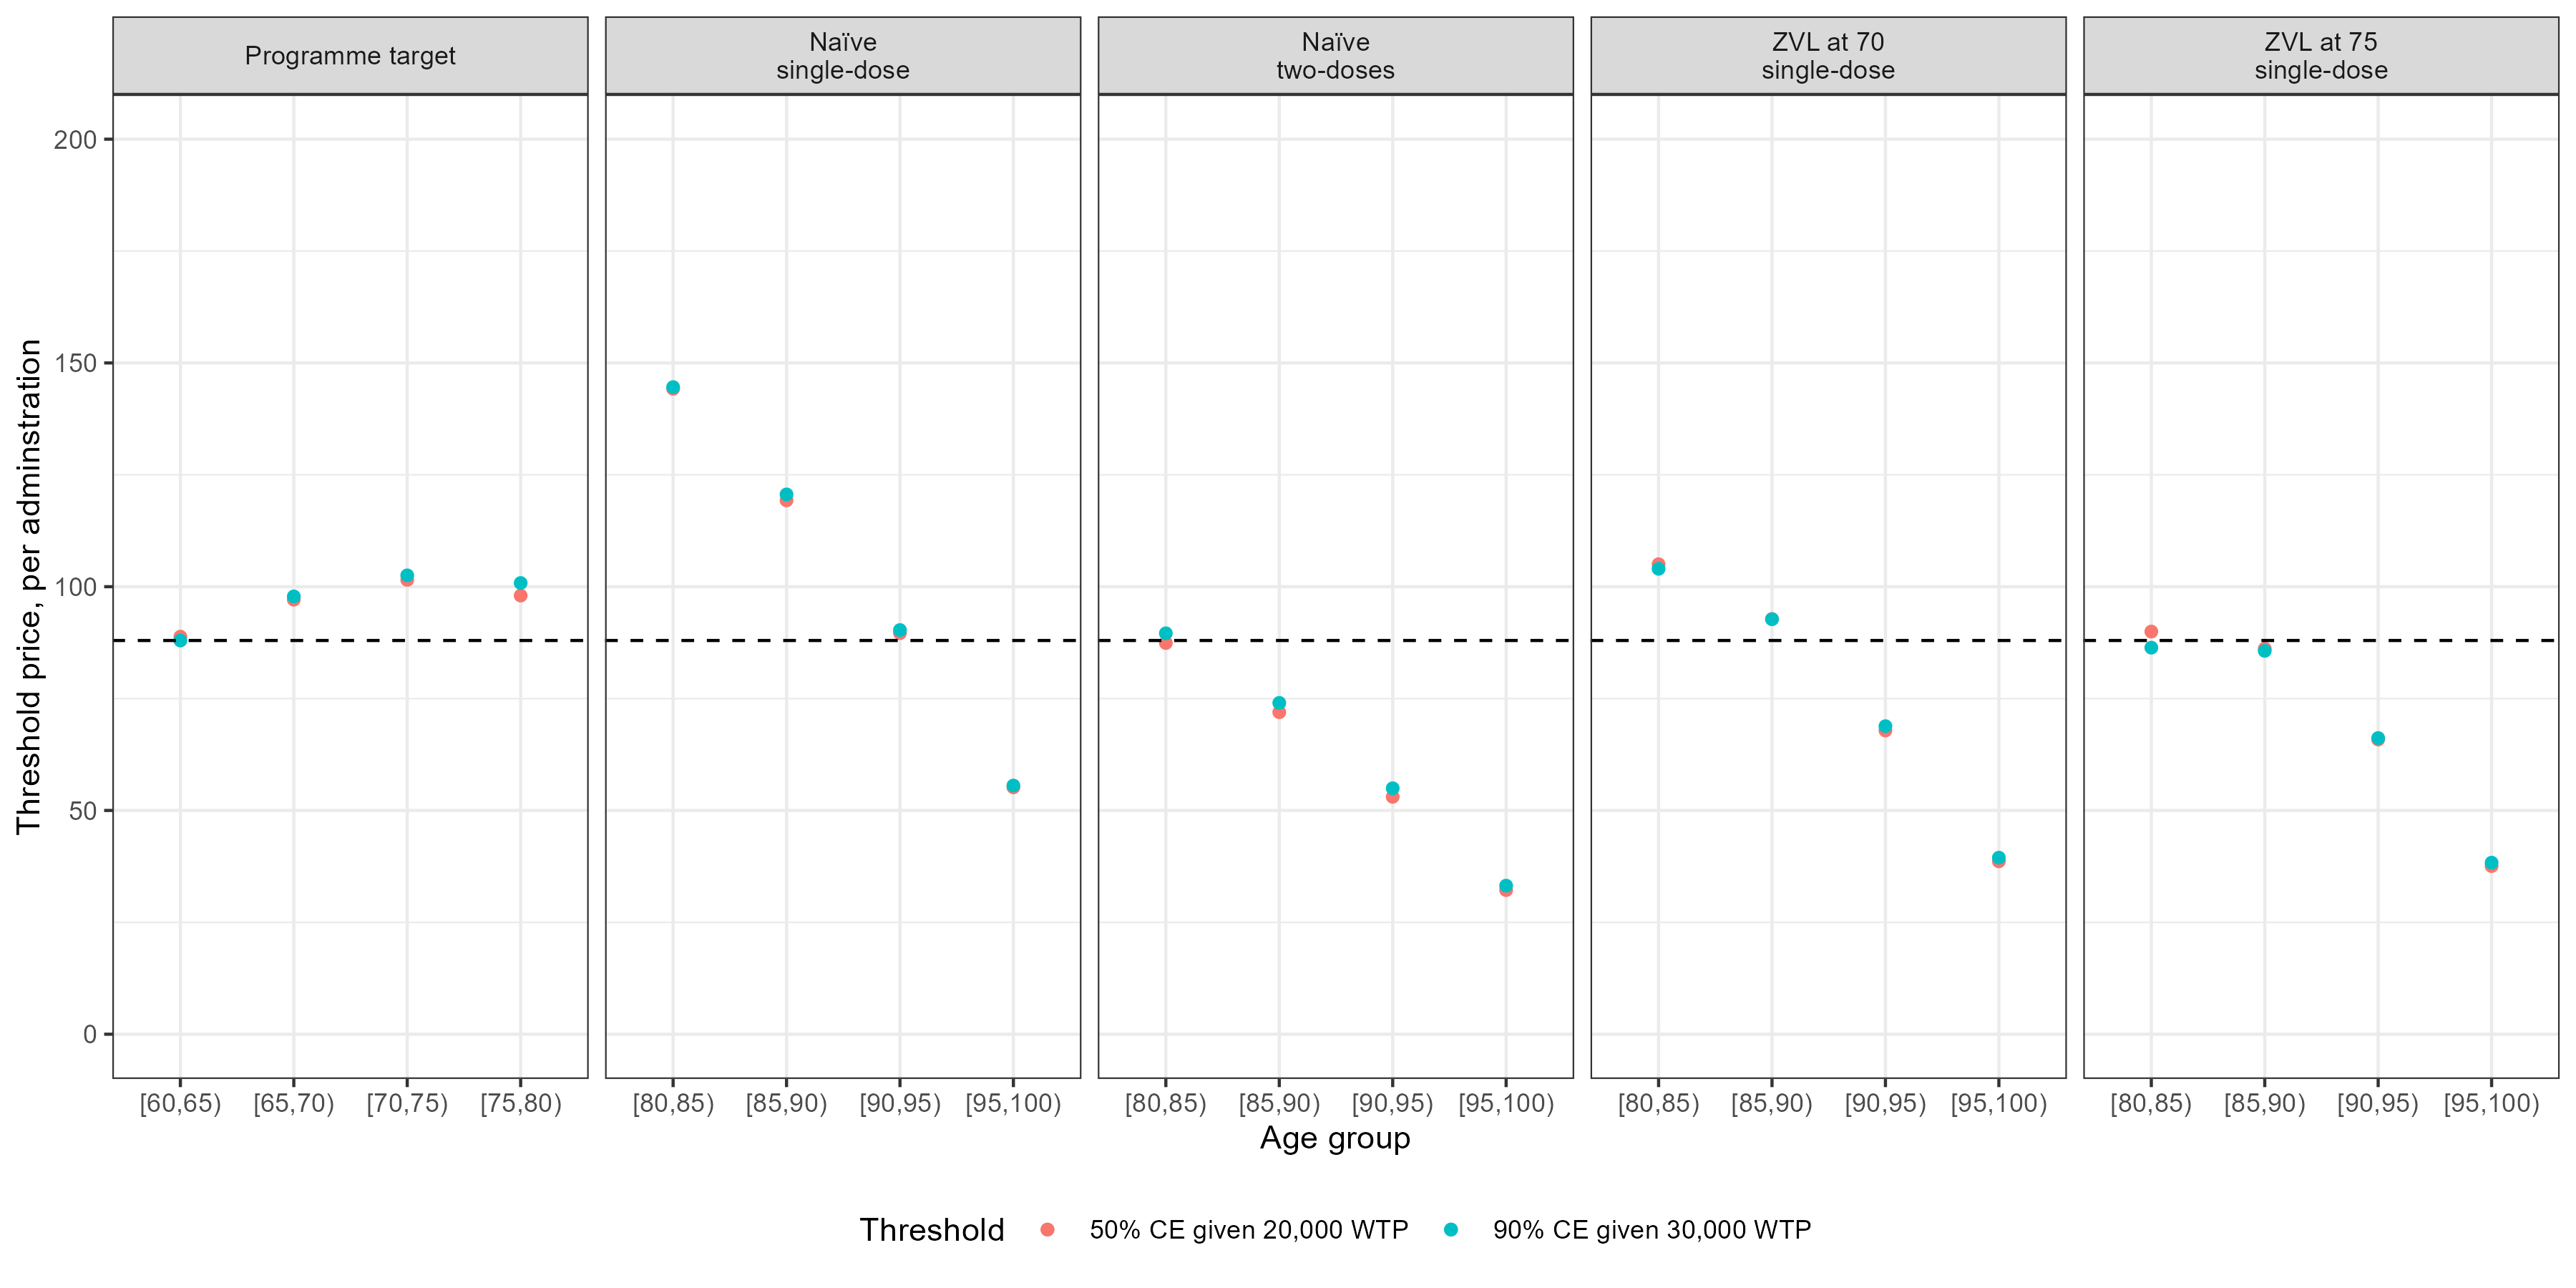 Programme target
Naïve
single-dose
Naïve
two-doses
ZVL at 70
single-dose
ZVL at 75
single-dose
Threshold price, per adminstration
200
150
100
50
0
[60,65) [65,70) [70,75) [75,80)
[80,85) [85,90) [90,95) [95,100)
[80,85) [85,90) [90,95) [95,100)
[80,85) [85,90) [90,95) [95,100)
[80,85) [85,90) [90,95) [95,100)
Age group
Threshold 50% CE given 20,000 WTP 90% CE given 30,000 WTP